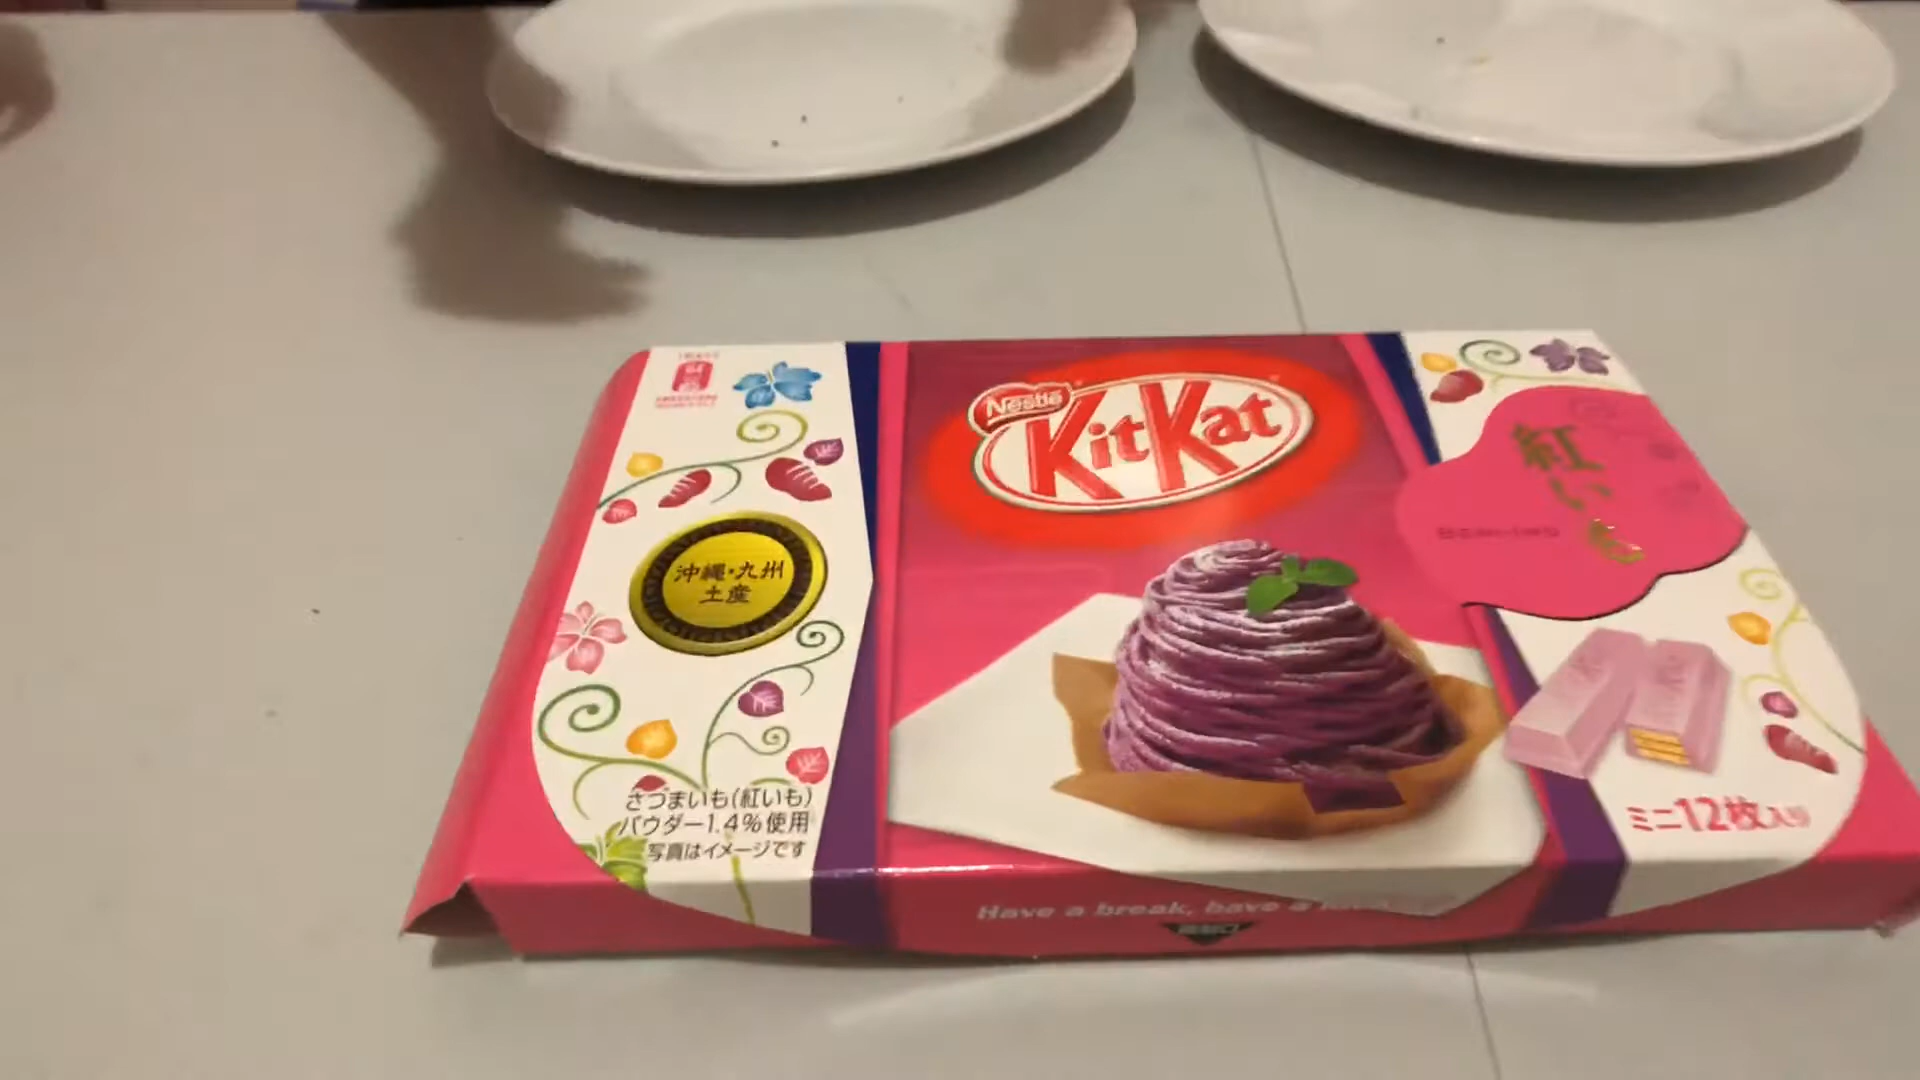 Nestlé
KitKat
紅いも
沖縄・九州
土産
さつまいも(紅いも)
パウダー1.4%使用
写真はイメージです
ミニ12枚入り
Have a break, have a